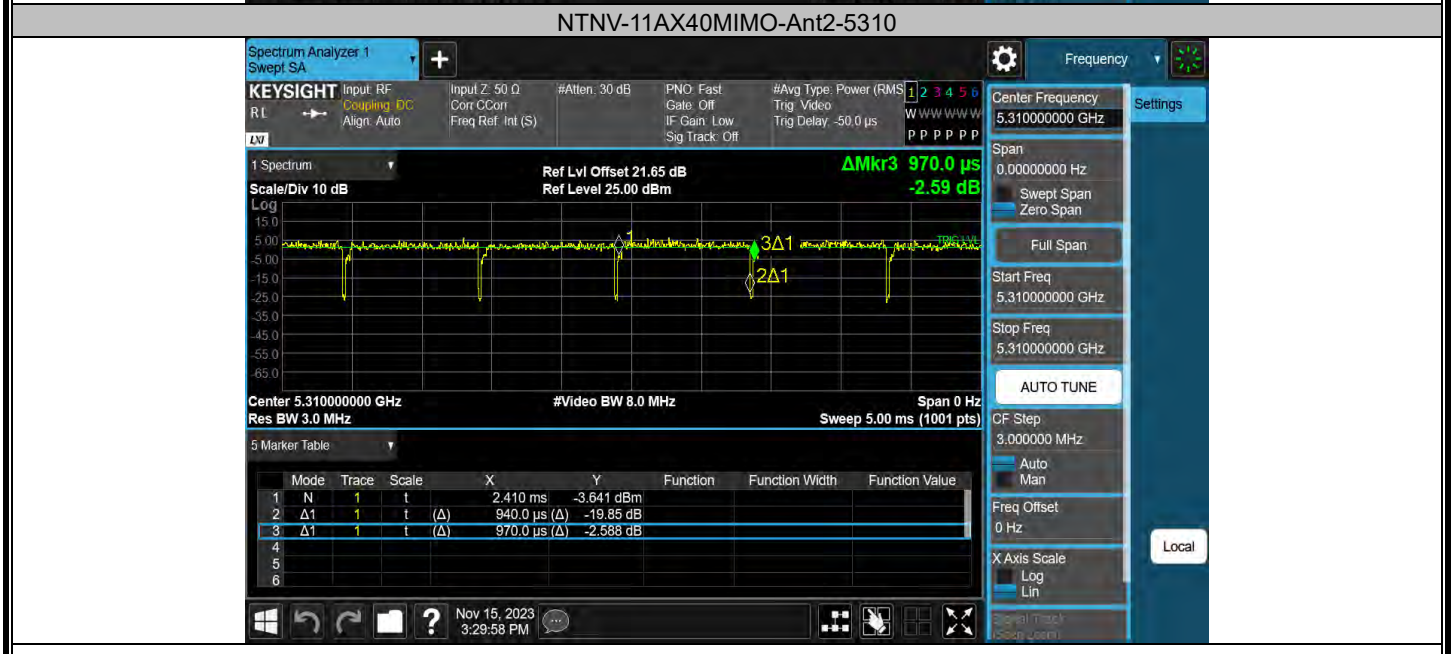 NTNV-11AX40MIMO-Ant2-5310
Spectrum Analyzer 1
Swept SA
+
Frequency
KEYSIGHT
RL
LXI
Input: RF
Coupling: DC
Align: Auto
Input Z: 50 Ω
Corr CCorr
Freq Ref: Int (S)
#Atten: 30 dB
PNO: Fast
Gate: Off
IF Gain: Low
Sig Track: Off
#Avg Type: Power (RMS
Trig: Video
Trig Delay: -50.0 µs
1 2 3 4 5 6
W W W W W W
P P P P P P
1 Spectrum
Scale/Div 10 dB
Log
Ref Lvl Offset 21.65 dB
Ref Level 25.00 dBm
ΔMkr3 970.0 µs
-2.59 dB
15.0
5.00
-5.00
-15.0
-25.0
-35.0
-45.0
-55.0
-65.0
1
3Δ1
2Δ1
TRIG LVL
Center 5.310000000 GHz
Res BW 3.0 MHz
#Video BW 8.0 MHz
Span 0 Hz
Sweep 5.00 ms (1001 pts)
5 Marker Table
Mode Trace Scale X Y Function Function Width Function Value
1 N 1 t 2.410 ms -3.641 dBm
2 Δ1 1 t (Δ) 940.0 µs (Δ) -19.85 dB
3 Δ1 1 t (Δ) 970.0 µs (Δ) -2.588 dB
4
5
6
Center Frequency
5.310000000 GHz
Settings
Span
0.00000000 Hz
Swept Span
Zero Span
Full Span
Start Freq
5.310000000 GHz
Stop Freq
5.310000000 GHz
AUTO TUNE
CF Step
3.000000 MHz
Auto
Man
Freq Offset
0 Hz
X Axis Scale
Log
Lin
Signal Track
(Span Zoom)
Local
?
Nov 15, 2023
3:29:58 PM